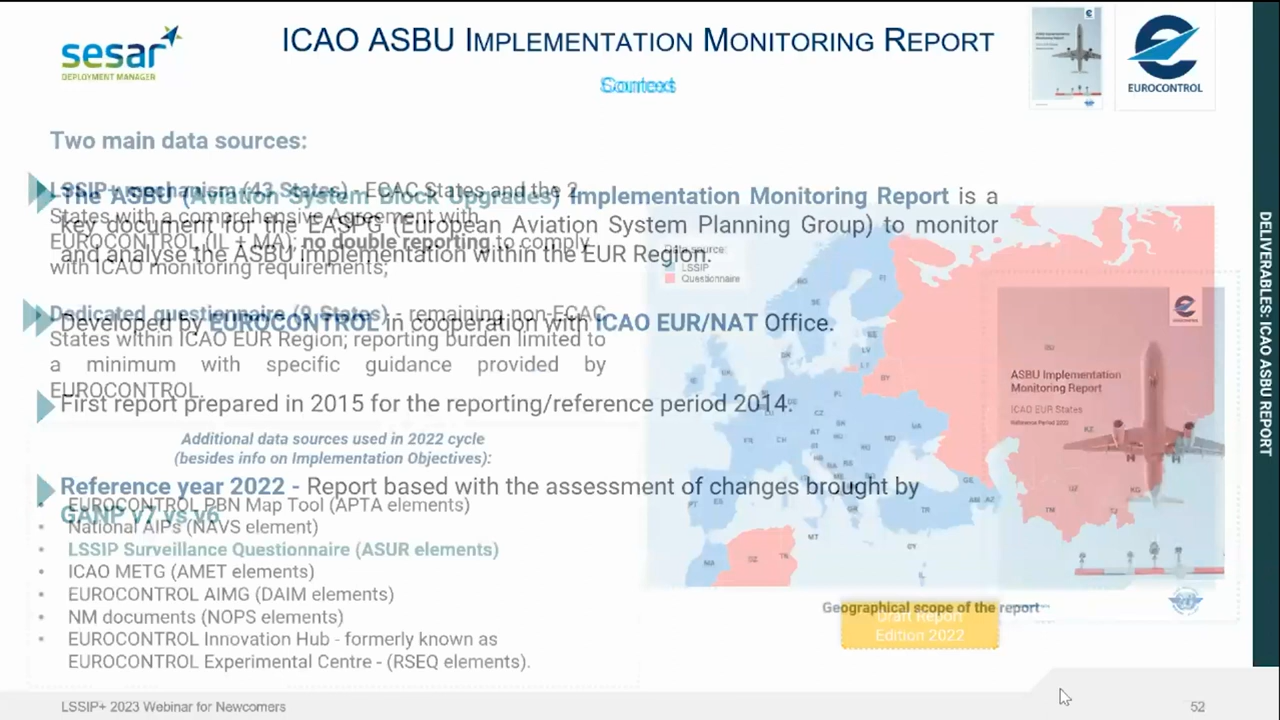 sesar
DEPLOYMENT MANAGER
ICAO ASBU IMPLEMENTATION MONITORING REPORT
EUROCONTROL
Two main data sources:
LSSIP+ mechanism (43 States) - ECAC States and the 2
States with a comprehensive Agreement with
EUROCONTROL (IL + MA); no double reporting to comply
with ICAO monitoring requirements;
Dedicated questionnaire (9 States) - remaining non-ECAC
States within ICAO EUR Region; reporting burden limited to
a minimum with specific guidance provided by
EUROCONTROL.
Additional data sources used in 2022 cycle
(besides info on Implementation Objectives):
• EUROCONTROL PBN Map Tool (APTA elements)
• National AIPs (NAVS element)
• LSSIP Surveillance Questionnaire (ASUR elements)
• ICAO METG (AMET elements)
• EUROCONTROL AIMG (DAIM elements)
• NM documents (NOPS elements)
• EUROCONTROL Innovation Hub - formerly known as
EUROCONTROL Experimental Centre - (RSEQ elements).
The ASBU (Aviation System Block Upgrades) Implementation Monitoring Report is a
key document for the EASPG (European Aviation System Planning Group) to monitor
and analyse the ASBU implementation within the EUR Region.
Developed by EUROCONTROL in cooperation with ICAO EUR/NAT Office.
First report prepared in 2015 for the reporting/reference period 2014.
Reference year 2022 - Report based with the assessment of changes brought by
GANP v7 vs v6
Data source:
LSSIP
Questionnaire
ASBU Implementation
Monitoring Report
ICAO EUR States
Reference Period 2022
Geographical scope of the report
Draft Report
Edition 2022
DELIVERABLES: ICAO ASBU REPORT
LSSIP+ 2023 Webinar for Newcomers
52